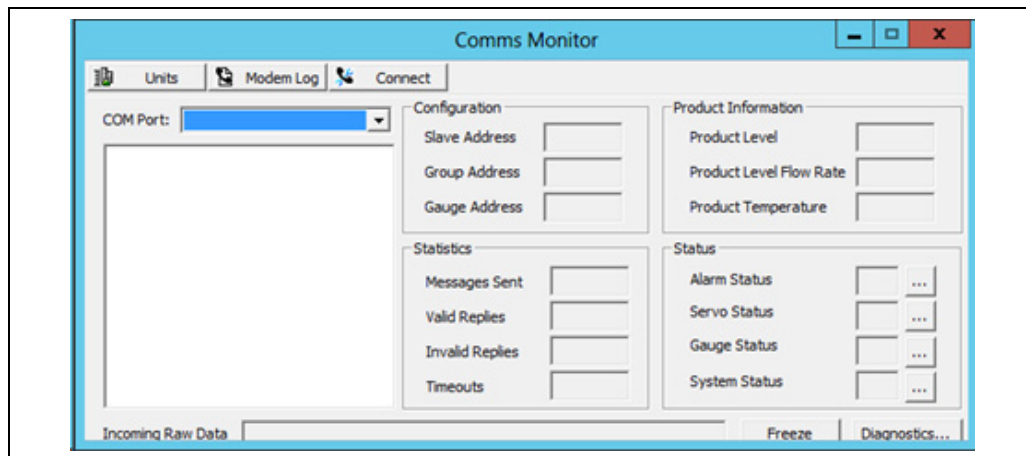 Comms Monitor
Units Modem Log Connect
COM Port:
Configuration
Slave Address
Group Address
Gauge Address
Product Information
Product Level
Product Level Flow Rate
Product Temperature
Statistics
Messages Sent
Valid Replies
Invalid Replies
Timeouts
Status
Alarm Status ...
Servo Status ...
Gauge Status ...
System Status ...
Incoming Raw Data Freeze Diagnostics...